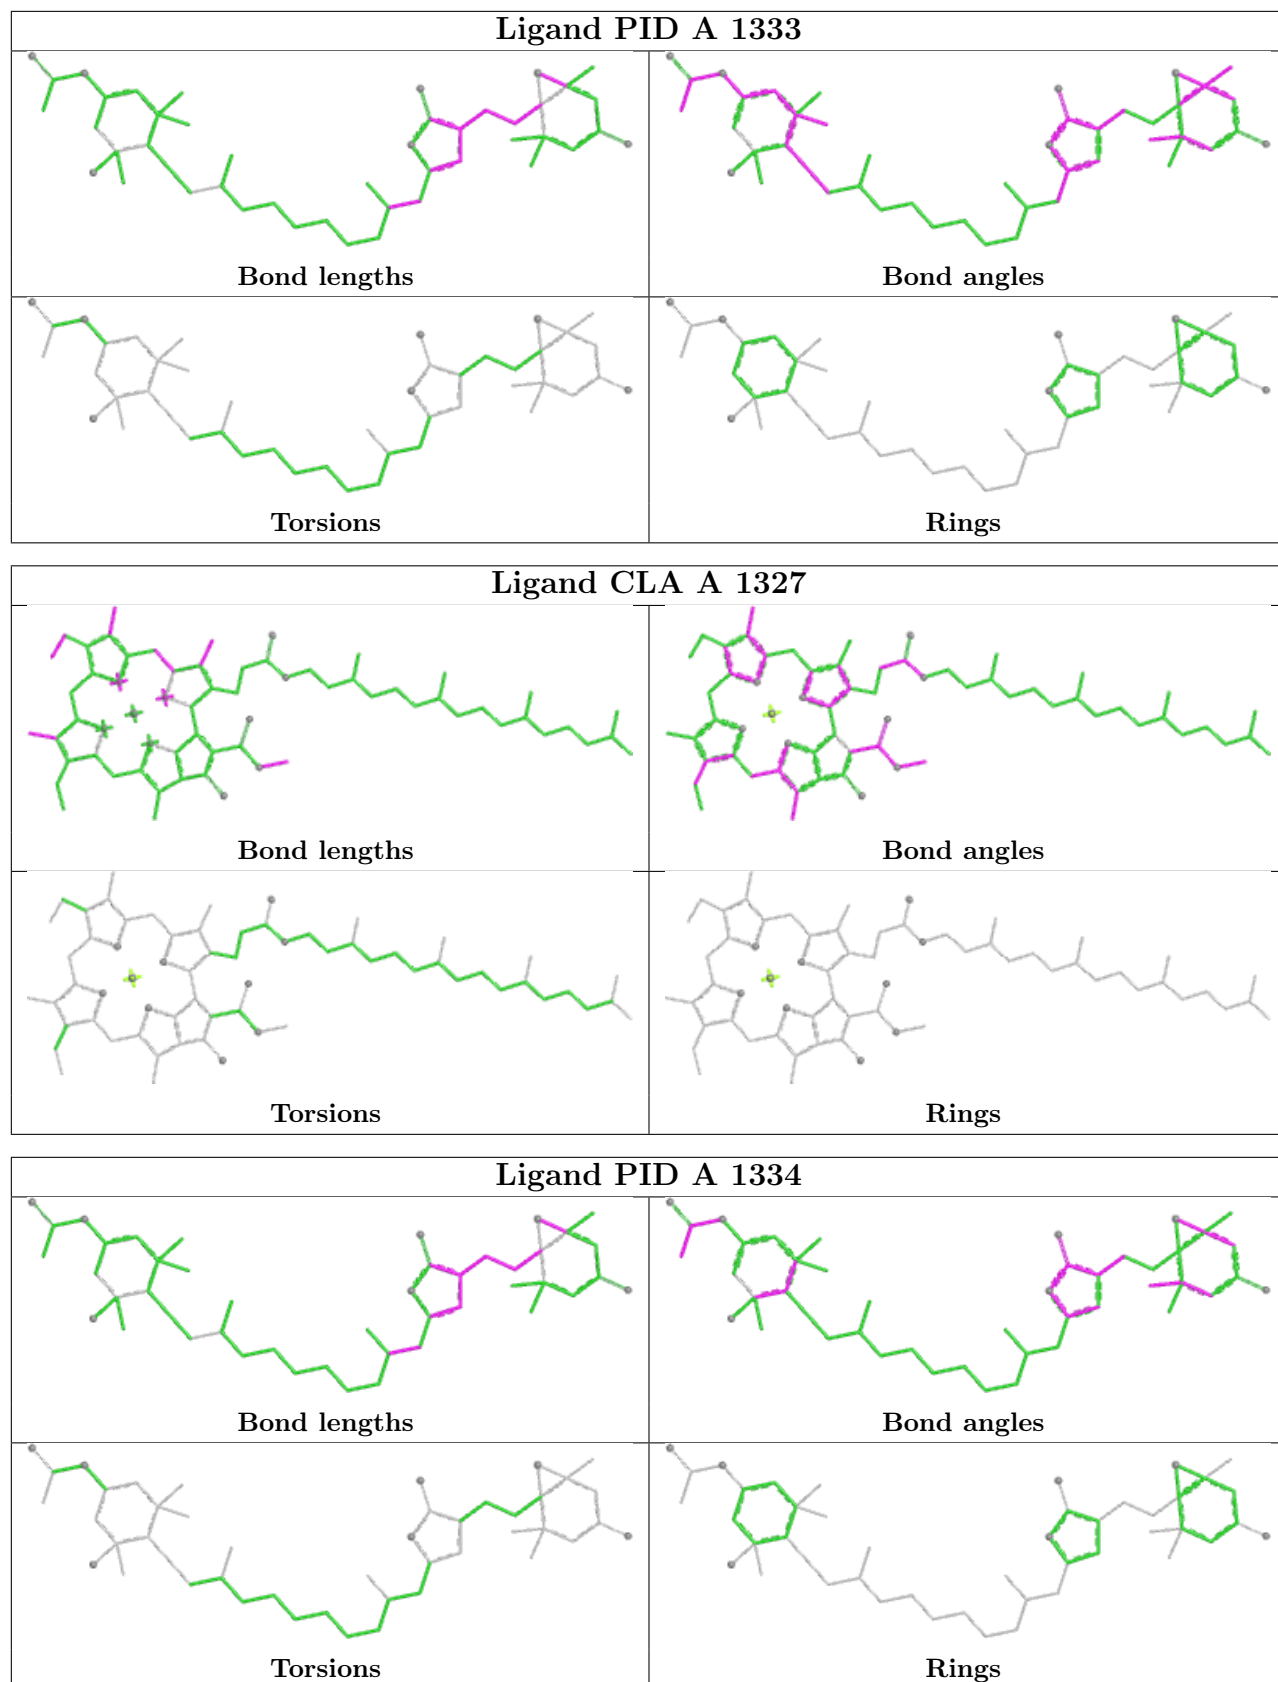 Ligand PID A 1333
Bond lengths
Bond angles
Torsions
Rings
Ligand CLA A 1327
Bond lengths
Bond angles
Torsions
Rings
Ligand PID A 1334
Bond lengths
Bond angles
Torsions
Rings